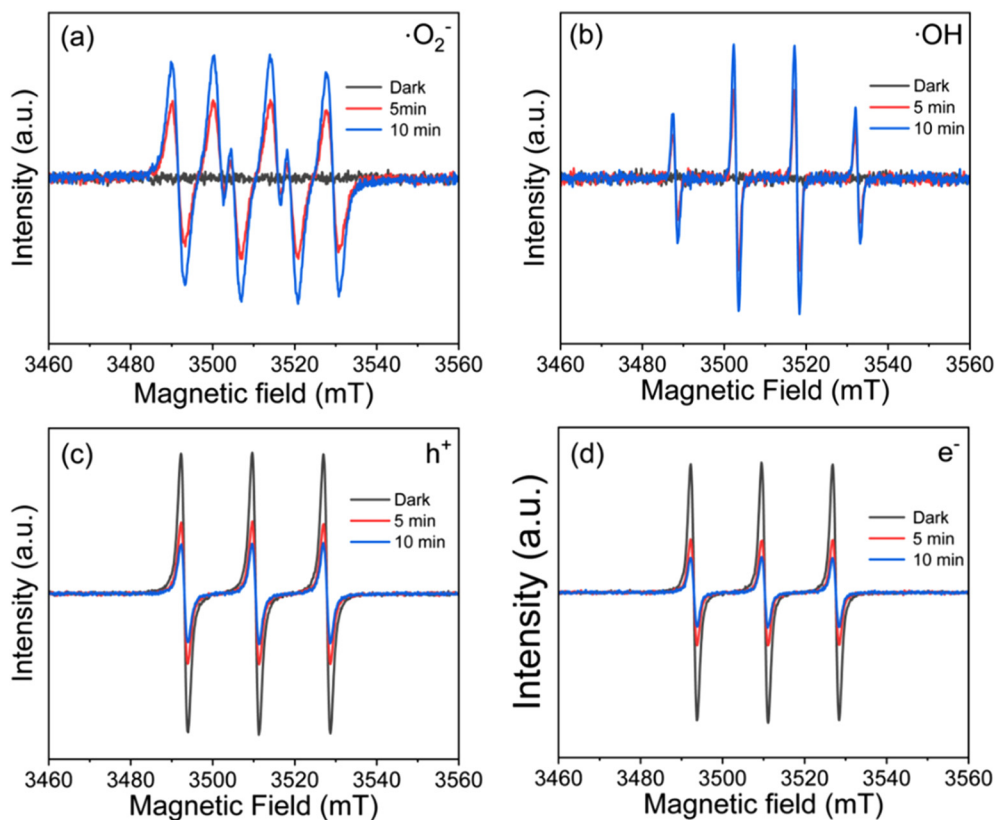 (a)
·O₂⁻
Dark
5min
10 min
Intensity (a.u.)
3460 3480 3500 3520 3540 3560
Magnetic field (mT)
(b)
·OH
Dark
5 min
10 min
Intensity (a.u.)
3460 3480 3500 3520 3540 3560
Magnetic Field (mT)
(c)
h⁺
Dark
5 min
10 min
Intensity (a.u.)
3460 3480 3500 3520 3540 3560
Magnetic Field (mT)
(d)
e⁻
Dark
5 min
10 min
Intensity (a.u.)
3460 3480 3500 3520 3540 3560
Magnetic field (mT)